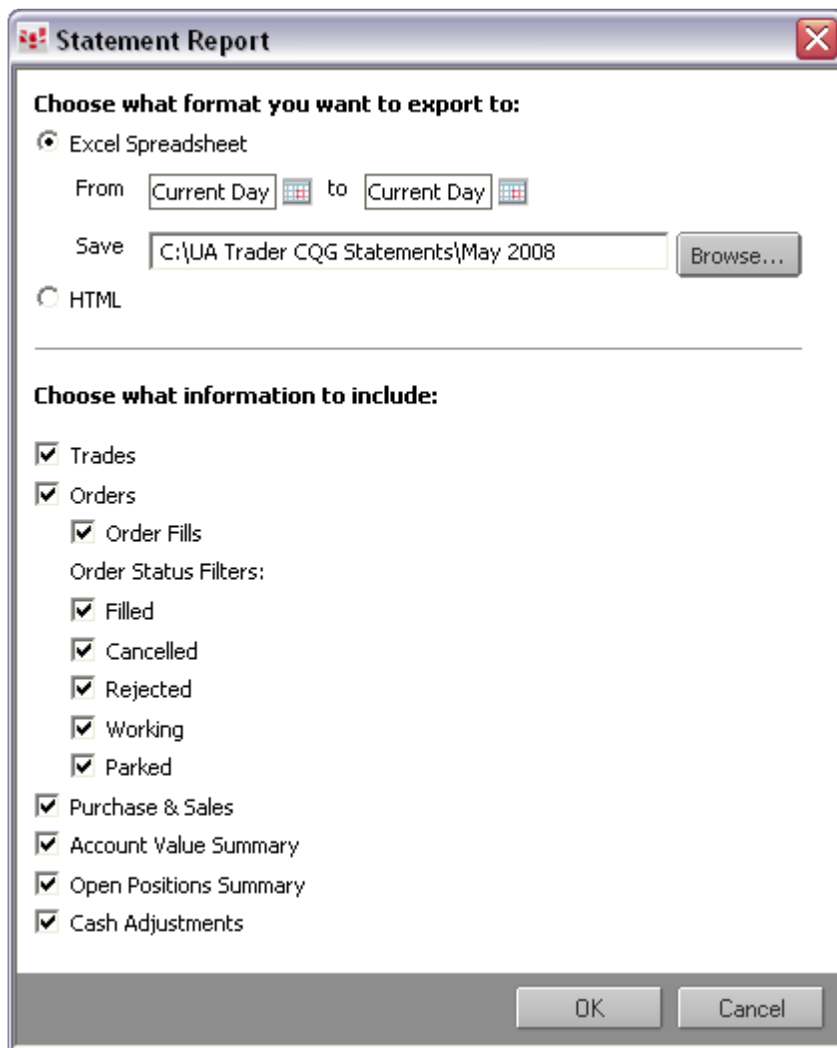 Statement Report
Choose what format you want to export to:
Excel Spreadsheet
From Current Day to Current Day
Save C:\UA Trader CQG Statements\May 2008 Browse...
HTML
Choose what information to include:
Trades
Orders
Order Fills
Order Status Filters:
Filled
Cancelled
Rejected
Working
Parked
Purchase & Sales
Account Value Summary
Open Positions Summary
Cash Adjustments
OK Cancel